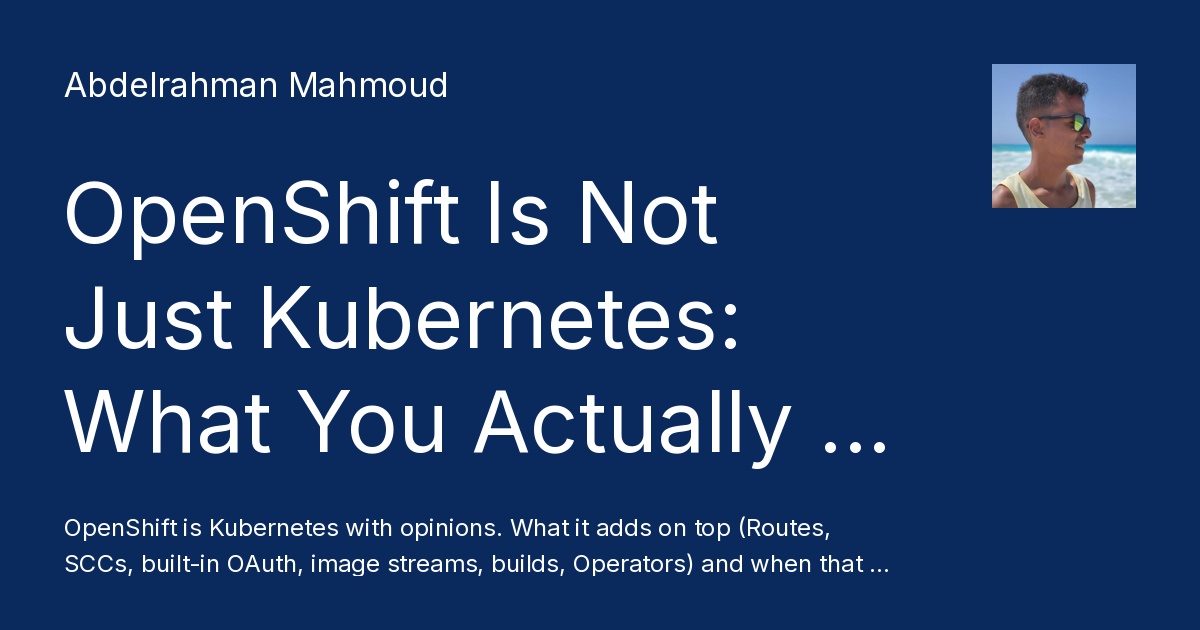 Abdelrahman Mahmoud
OpenShift Is Not
Just Kubernetes:
What You Actually ...
OpenShift is Kubernetes with opinions. What it adds on top (Routes,
SCCs, built-in OAuth, image streams, builds, Operators) and when that ...